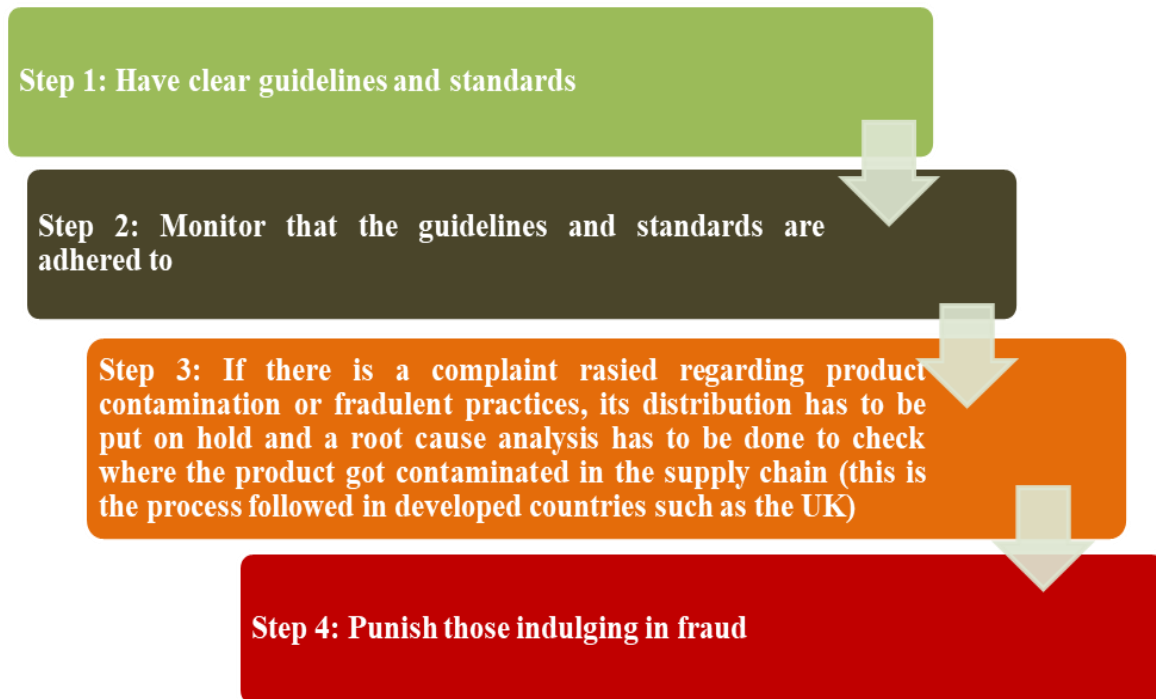 Step 1: Have clear guidelines and standards
Step 2: Monitor that the guidelines and standards are
adhered to
Step 3: If there is a complaint rasied regarding product
contamination or fradulent practices, its distribution has to be
put on hold and a root cause analysis has to be done to check
where the product got contaminated in the supply chain (this is
the process followed in developed countries such as the UK)
Step 4: Punish those indulging in fraud